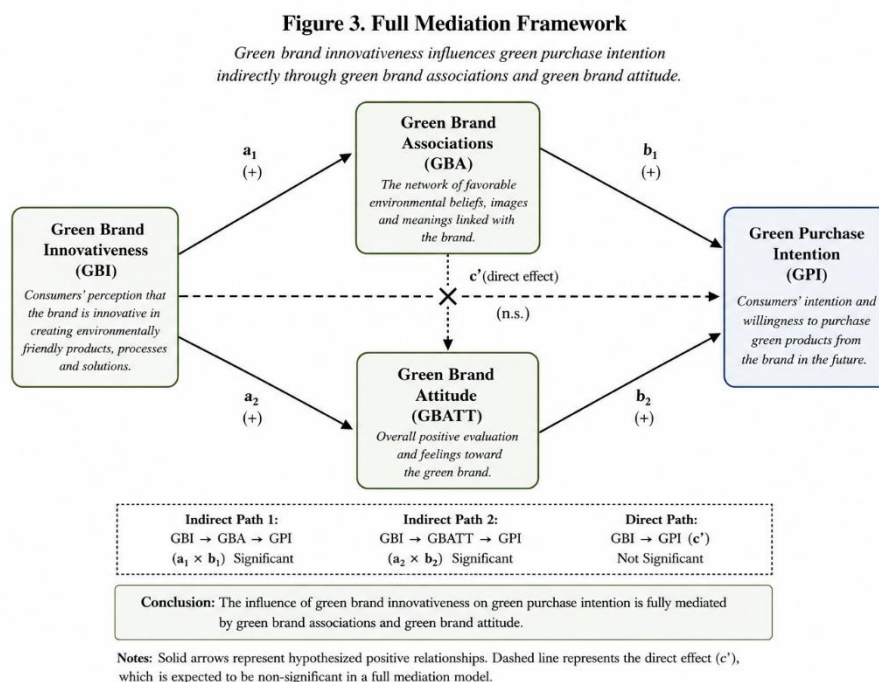 Figure 3. Full Mediation Framework
Green brand innovativeness influences green purchase intention
indirectly through green brand associations and green brand attitude.
Green Brand
Innovativeness
(GBI)
Consumers' perception that
the brand is innovative in
creating environmentally
friendly products, processes
and solutions.
a₁
(+)
Green Brand
Associations
(GBA)
The network of favorable
environmental beliefs, images
and meanings linked with
the brand.
b₁
(+)
c'(direct effect)
(n.s.)
a₂
(+)
Green Brand
Attitude
(GBATT)
Overall positive evaluation
and feelings toward
the green brand.
b₂
(+)
Green Purchase
Intention
(GPI)
Consumers' intention and
willingness to purchase
green products from
the brand in the future.
Indirect Path 1:
GBI → GBA → GPI
(a₁ × b₁) Significant
Indirect Path 2:
GBI → GBATT → GPI
(a₂ × b₂) Significant
Direct Path:
GBI → GPI (c')
Not Significant
Conclusion: The influence of green brand innovativeness on green purchase intention is fully mediated
by green brand associations and green brand attitude.
Notes: Solid arrows represent hypothesized positive relationships. Dashed line represents the direct effect (c'),
which is expected to be non-significant in a full mediation model.